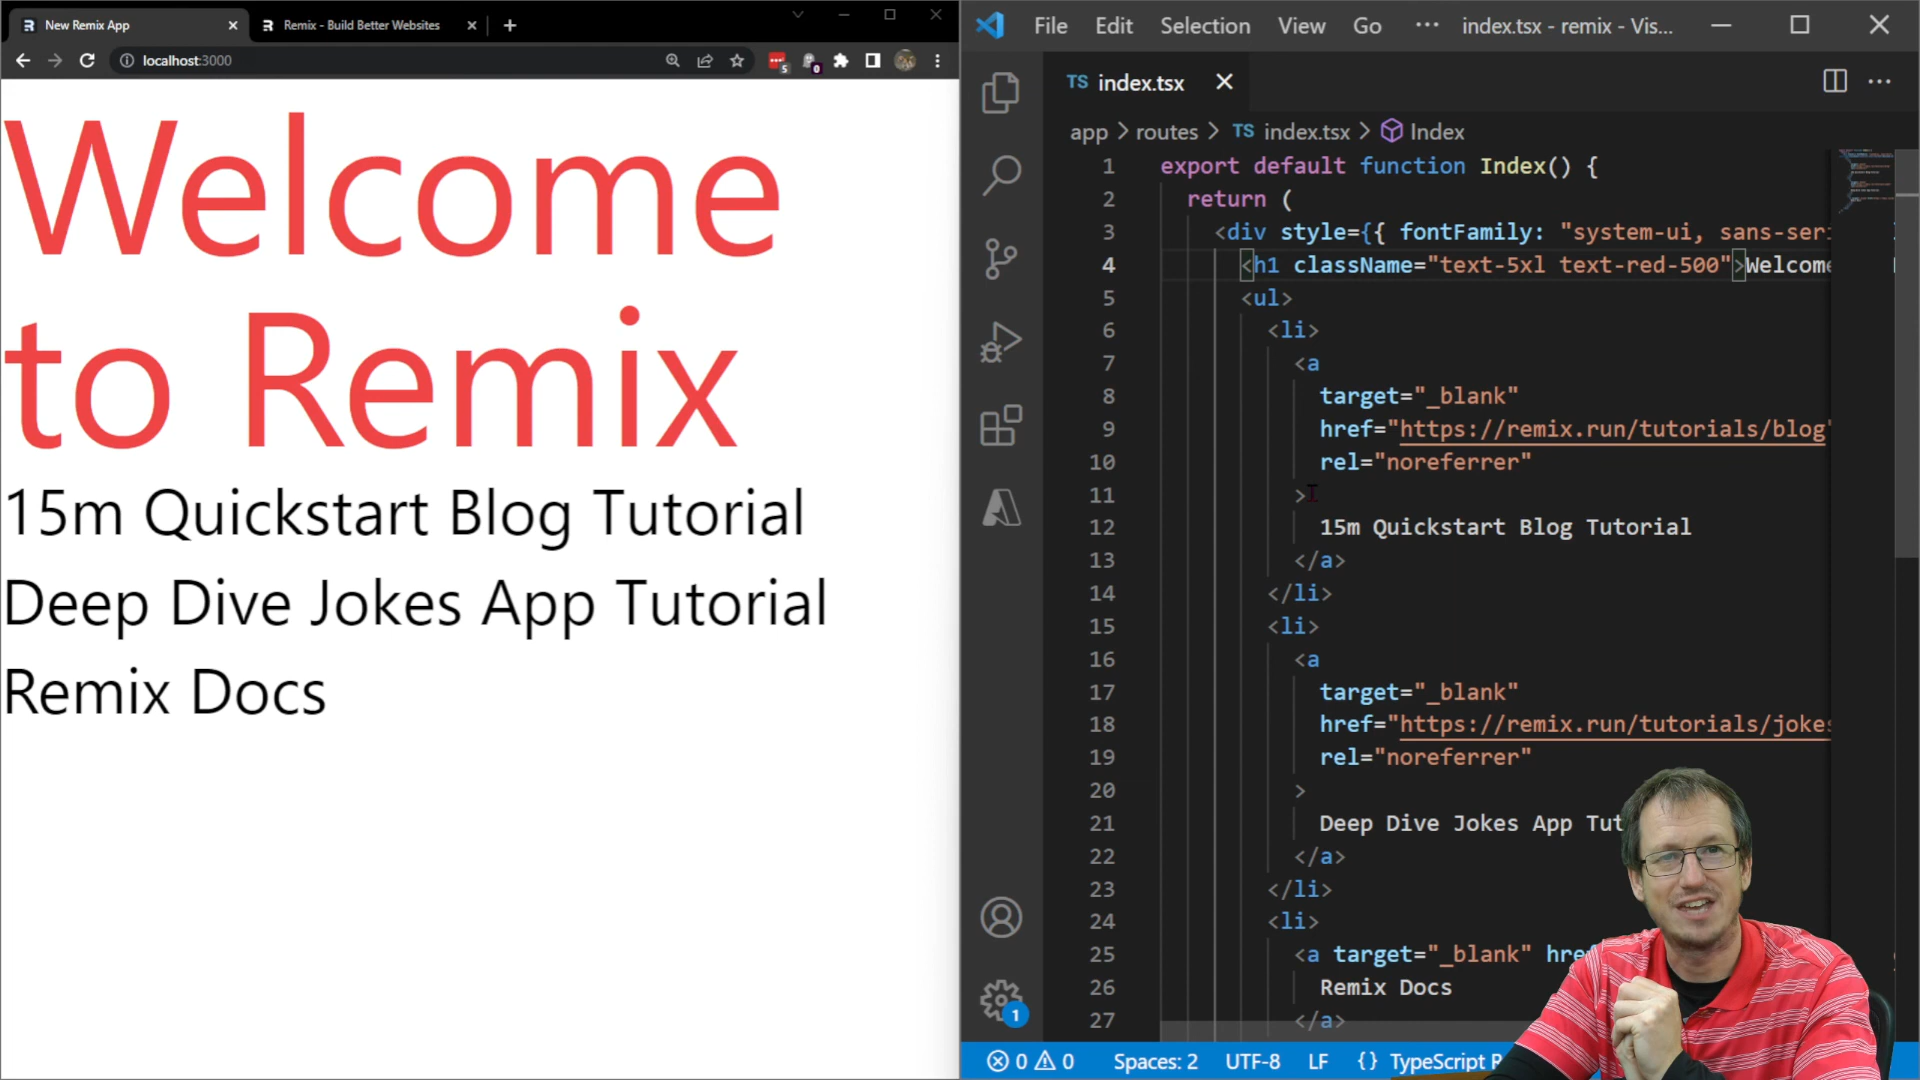 New Remix App
Remix - Build Better Websites
localhost:3000
5
0
Welcome
to Remix
15m Quickstart Blog Tutorial
Deep Dive Jokes App Tutorial
Remix Docs
File Edit Selection View Go ··· index.tsx - remix - Vis...
TS index.tsx
app > routes > TS index.tsx > Index
1 export default function Index() {
2 return (
3 <div style={{ fontFamily: "system-ui, sans-seri
4 <h1 className="text-5xl text-red-500">Welcome
5 <ul>
6 <li>
7 <a
8 target="_blank"
9 href="https://remix.run/tutorials/blog"
10 rel="noreferrer"
11 >
12 15m Quickstart Blog Tutorial
13 </a>
14 </li>
15 <li>
16 <a
17 target="_blank"
18 href="https://remix.run/tutorials/jokes
19 rel="noreferrer"
20 >
21 Deep Dive Jokes App Tut
22 </a>
23 </li>
24 <li>
25 <a target="_blank" hre
26 Remix Docs
27 </a>
1
0 0 Spaces: 2 UTF-8 LF {} TypeScript R